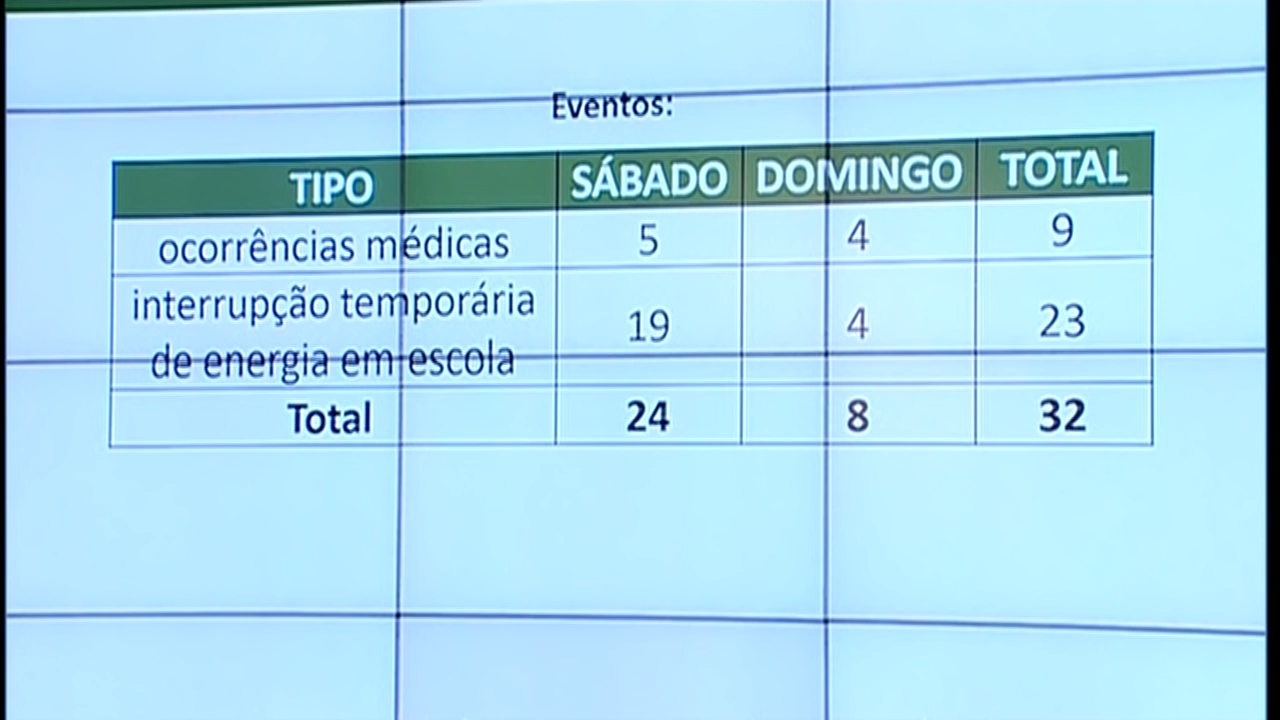 Eventos:
TIPO SÁBADO DOMINGO TOTAL
ocorrências médicas 5 4 9
interrupção temporária
de energia em escola 19 4 23
Total 24 8 32